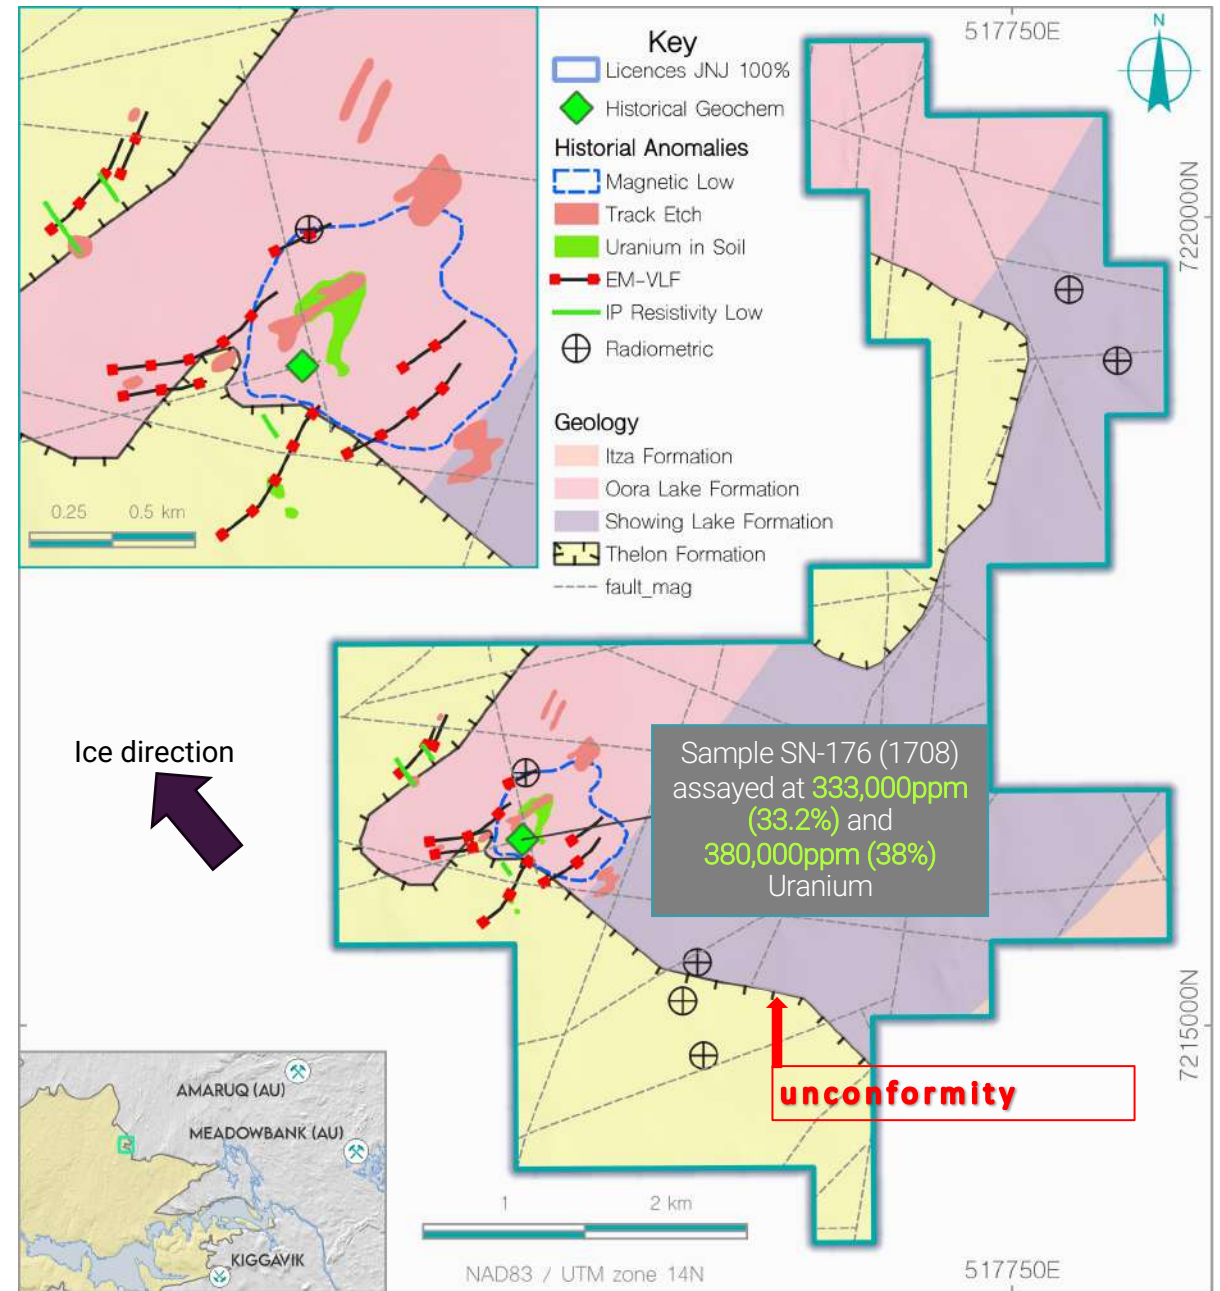 517750E
N
Key
Licences JNJ 100%
Historical Geochem
Historial Anomalies
Magnetic Low
Track Etch
Uranium in Soil
EM-VLF
IP Resistivity Low
Radiometric
7220000N
Geology
Itza Formation
Oora Lake Formation
Showing Lake Formation
Thelon Formation
fault_mag
0.25 0.5 km
Ice direction
Sample SN-176 (1708)
assayed at 333,000ppm
(33.2%) and
380,000ppm (38%)
Uranium
7215000N
unconformity
AMARUQ (AU)
MEADOWBANK (AU)
KIGGAVIK
1 2 km
NAD83 / UTM zone 14N
517750E